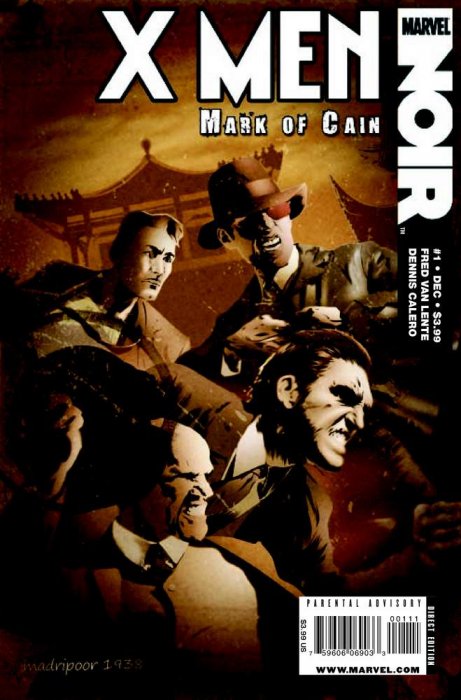 X MEN
MARK OF CAIN
MARVEL
NOIR
TM
#1 • DEC • $3.99
FRED VAN LENTE
DENNIS CALERO
PARENTAL ADVISORY
$3.99 US
00111
7 59606 06903 3
DIRECT EDITION
WWW.MARVEL.COM
madripoor 1938